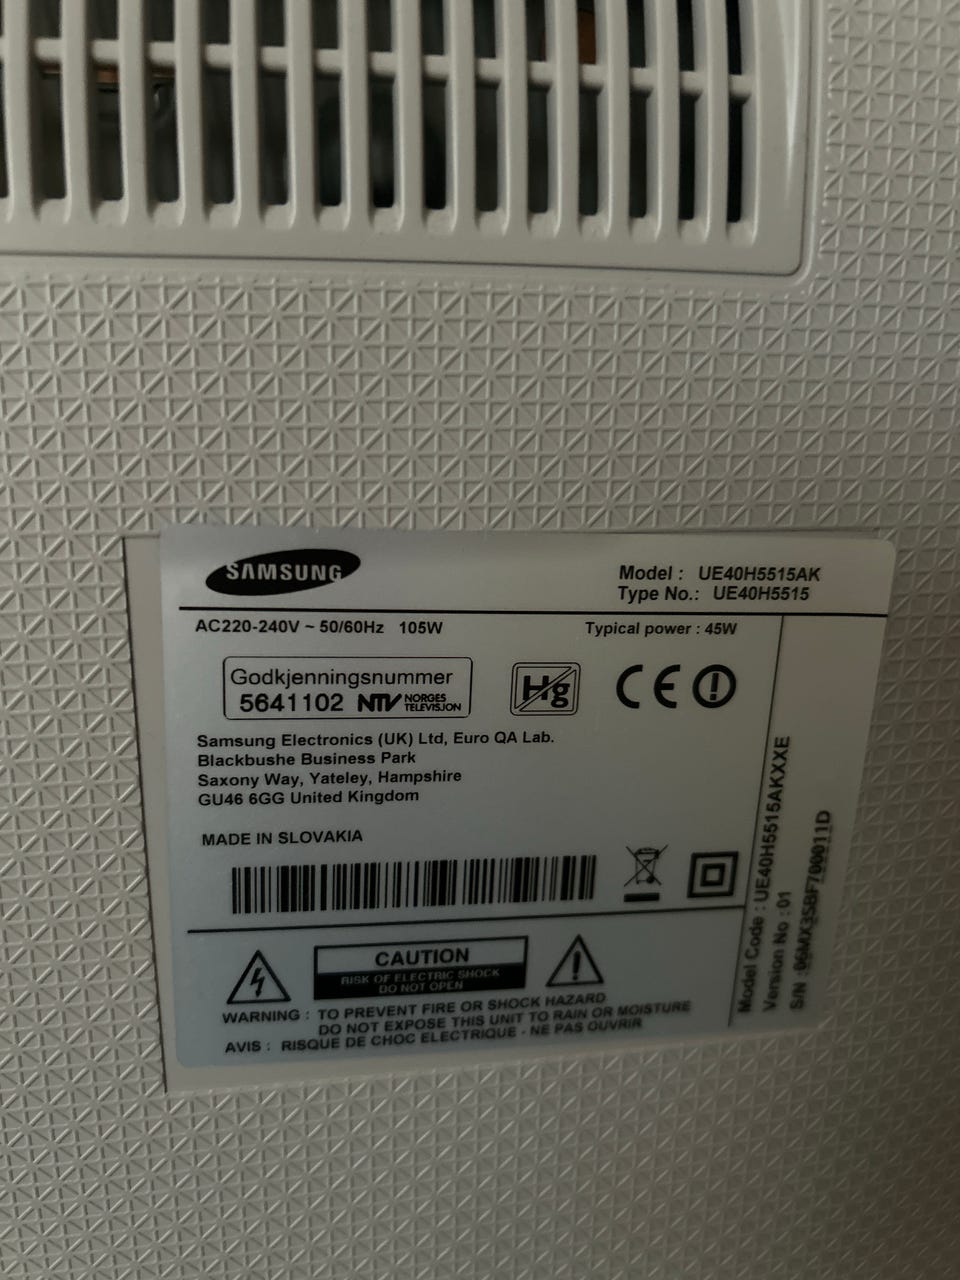 SAMSUNG
Model : UE40H5515AK
Type No.: UE40H5515
AC220-240V ~ 50/60Hz 105W
Typical power : 45W
Godkjenningsnummer
5641102 NTV NORGES TELEVISJON
Hg
CE
Samsung Electronics (UK) Ltd, Euro QA Lab.
Blackbushe Business Park
Saxony Way, Yateley, Hampshire
GU46 6GG United Kingdom
MADE IN SLOVAKIA
CAUTION
RISK OF ELECTRIC SHOCK
DO NOT OPEN
WARNING : TO PREVENT FIRE OR SHOCK HAZARD
DO NOT EXPOSE THIS UNIT TO RAIN OR MOISTURE
AVIS : RISQUE DE CHOC ELECTRIQUE - NE PAS OUVRIR
Model Code : UE40H5515AKXXE
Version No : 01
S/N :